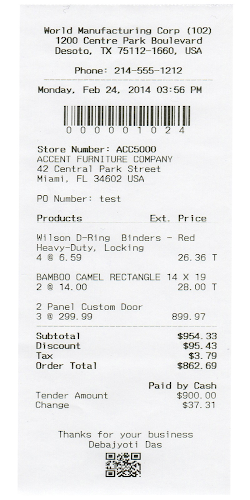 World Manufacturing Corp (102)
1200 Centre Park Boulevard
Desoto, TX 75112-1660, USA
Phone: 214-555-1212
Monday, Feb 24, 2014 03:56 PM
0000001024
Store Number: ACC5000
ACCENT FURNITURE COMPANY
42 Central Park Street
Miami, FL 34602 USA
PO Number: test
Products Ext. Price
Wilson D-Ring Binders - Red
Heavy-Duty, Locking
4 @ 6.59 26.36 T
BAMBOO CAMEL RECTANGLE 14 X 19
2 @ 14.00 28.00 T
2 Panel Custom Door
3 @ 299.99 899.97
Subtotal $954.33
Discount $95.43
Tax $3.79
Order Total $862.69
Paid by Cash
Tender Amount $900.00
Change $37.31
Thanks for your business
Debajyoti Das